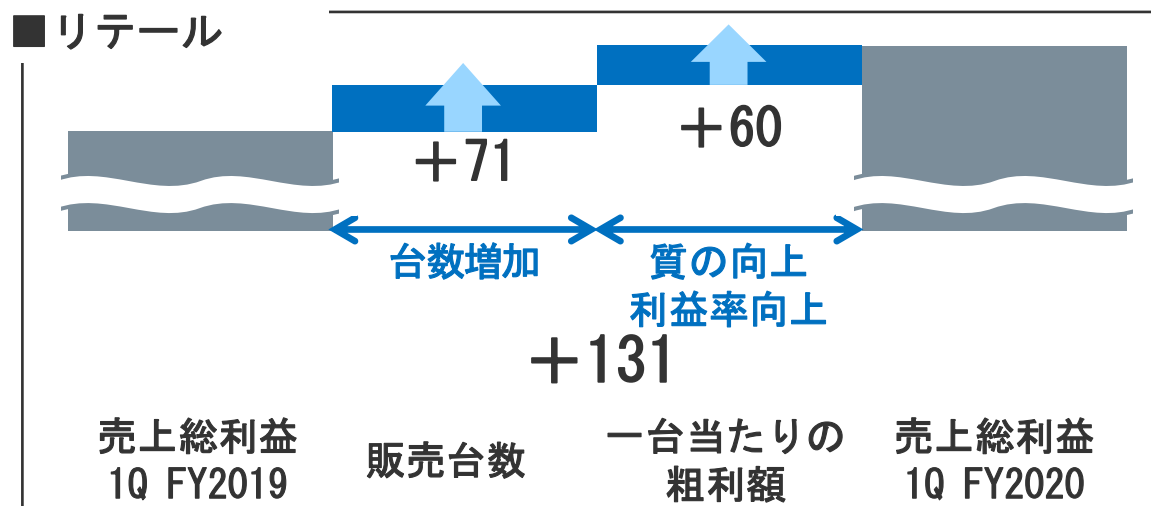 ■リテール
＋71
＋60
台数増加
質の向上
利益率向上
＋131
売上総利益
1Q FY2019
販売台数
一台当たりの
粗利額
売上総利益
1Q FY2020